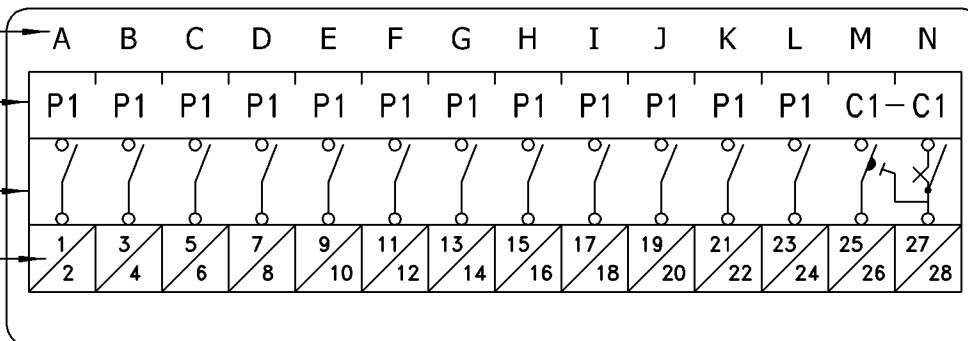 A B C D E F G H I J K L M N
P1 P1 P1 P1 P1 P1 P1 P1 P1 P1 P1 P1 C1-C1
1 3 5 7 9 11 13 15 17 19 21 23 25 27
2 4 6 8 10 12 14 16 18 20 22 24 26 28